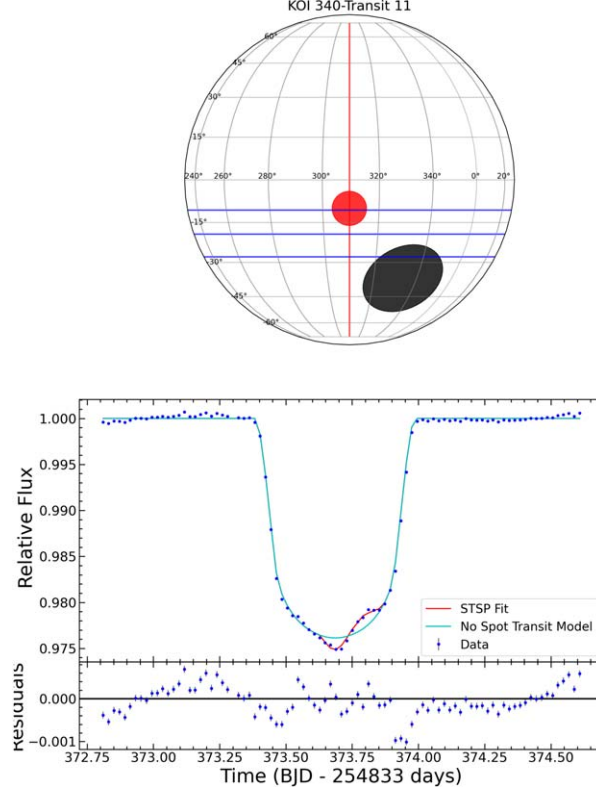 KOI 340-Transit 11
60°
45°
30°
15°
240° 260° 280° 300° 320° 340° 0° 20°
-15°
-30°
-45°
-60°
1.000
0.995
0.990
0.985
0.980
0.975
Relative Flux
STSP Fit
No Spot Transit Model
Data
0.000
−0.001
Residuals
372.75 373.00 373.25 373.50 373.75 374.00 374.25 374.50
Time (BJD - 254833 days)